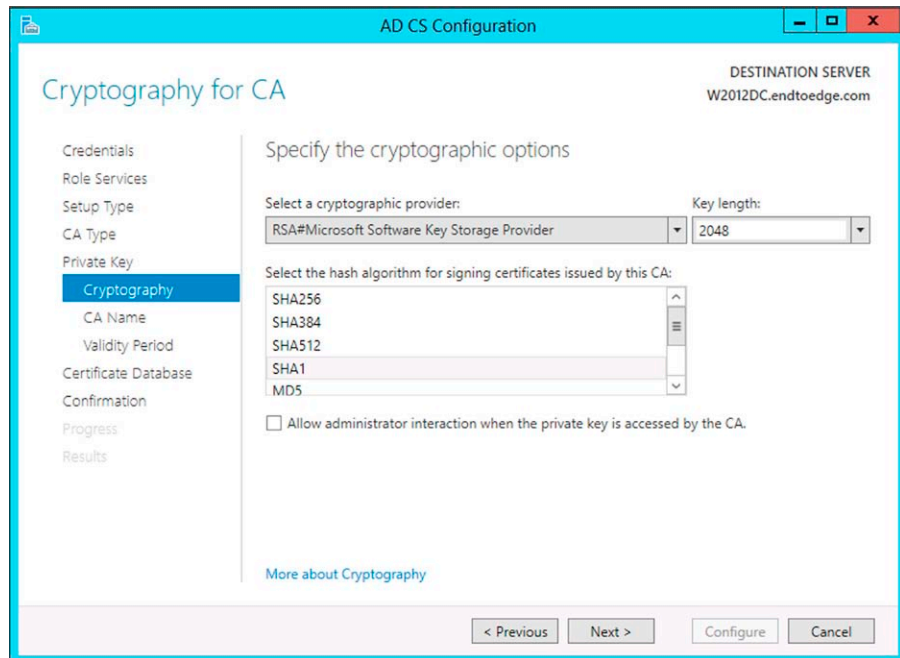 AD CS Configuration
Cryptography for CA
DESTINATION SERVER
W2012DC.endtoedge.com
Credentials
Role Services
Setup Type
CA Type
Private Key
Cryptography
CA Name
Validity Period
Certificate Database
Confirmation
Progress
Results
Specify the cryptographic options
Select a cryptographic provider:
Key length:
RSA#Microsoft Software Key Storage Provider
2048
Select the hash algorithm for signing certificates issued by this CA:
SHA256
SHA384
SHA512
SHA1
MD5
Allow administrator interaction when the private key is accessed by the CA.
More about Cryptography
< Previous
Next >
Configure
Cancel